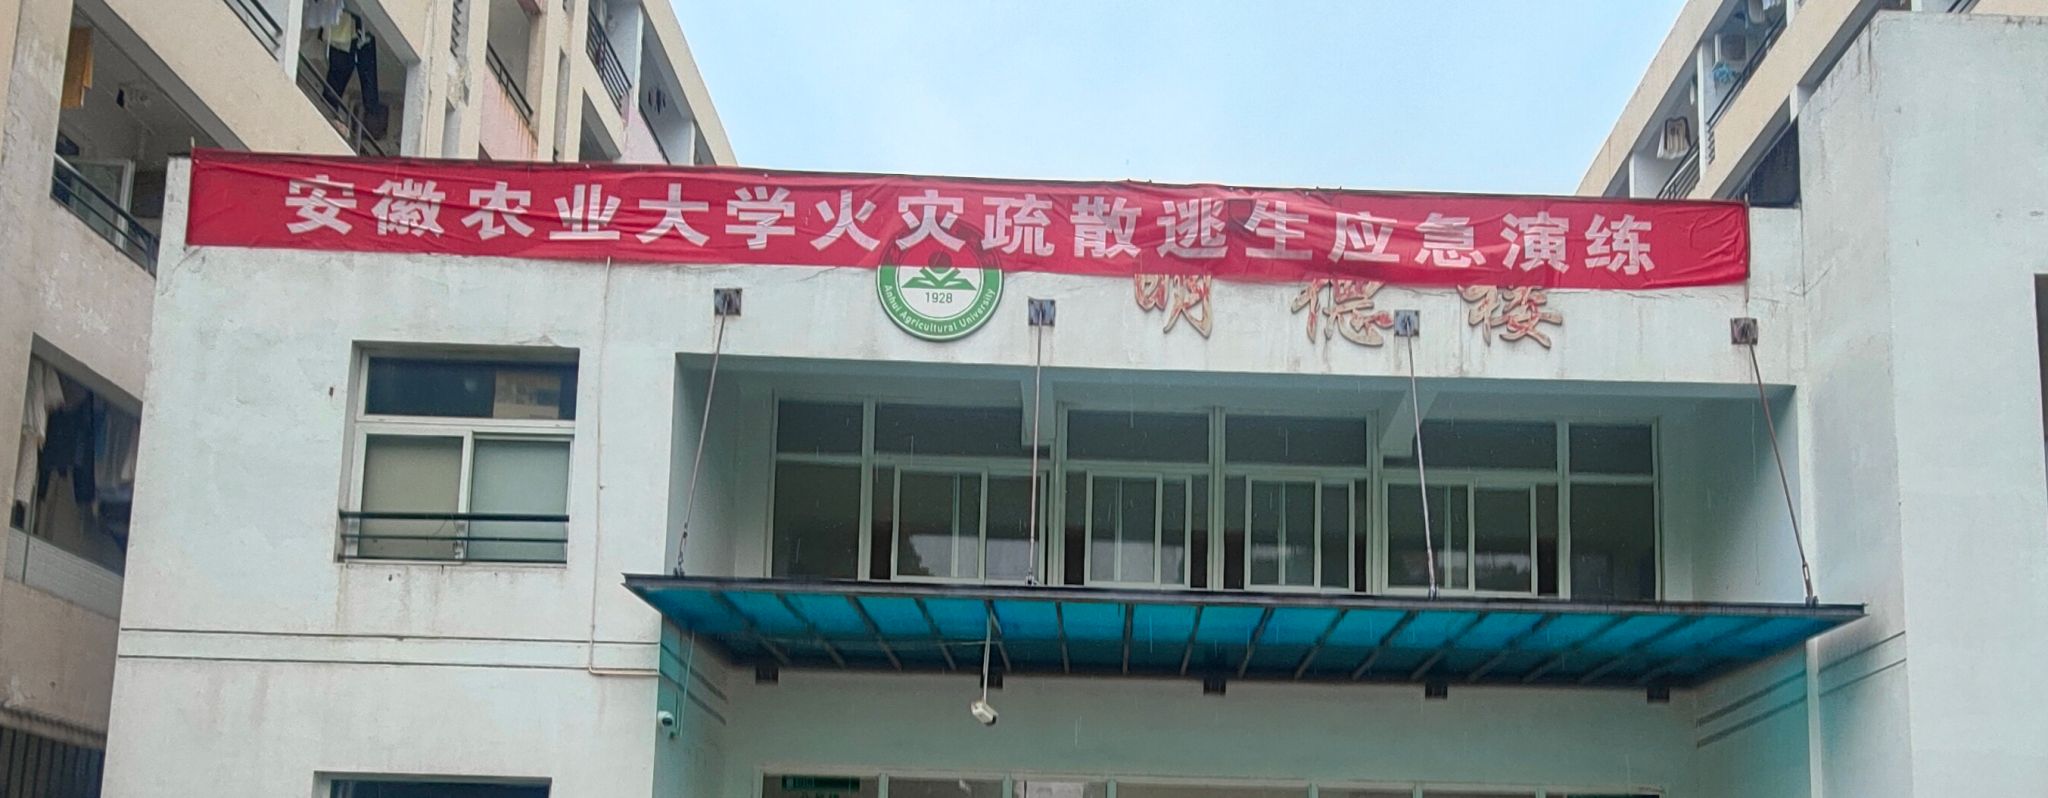 安徽农业大学火灾疏散逃生应急演练
1928
Anhui Agricultural University
明德楼